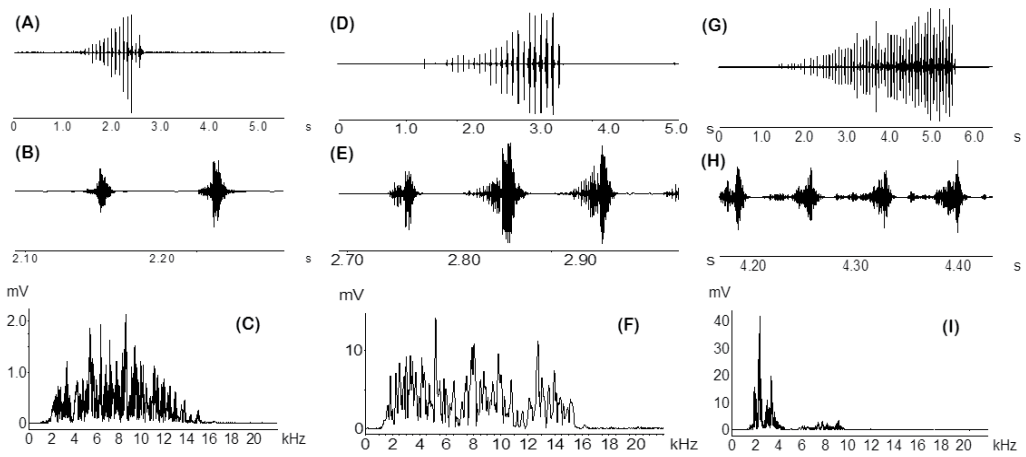 (A)
0 1.0 2.0 3.0 4.0 5.0 s
(D)
0 1.0 2.0 3.0 4.0 5.0 s
(G)
0 1.0 2.0 3.0 4.0 5.0 6.0 s
(B)
2.10 2.20 s
(E)
2.70 2.80 2.90 s
(H)
4.20 4.30 4.40 s
mV
2.0
1.0
0
(C)
0 2 4 6 8 10 12 14 16 18 20 kHz
mV
10
0
(F)
0 2 4 6 8 10 12 14 16 18 20 kHz
mV
40
30
20
10
0
(I)
0 2 4 6 8 10 12 14 16 18 20 kHz